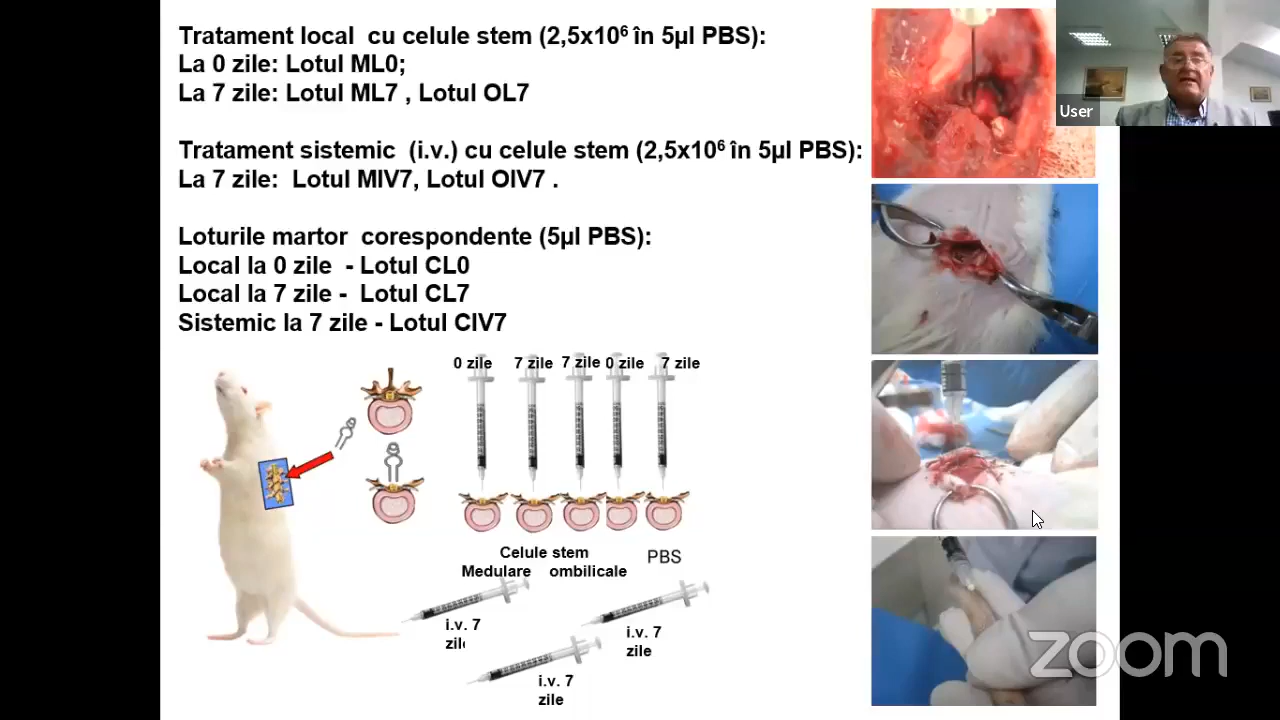 Tratament local cu celule stem (2,5x10⁶ în 5µl PBS):
La 0 zile: Lotul ML0;
La 7 zile: Lotul ML7 , Lotul OL7
Tratament sistemic (i.v.) cu celule stem (2,5x10⁶ în 5µl PBS):
La 7 zile: Lotul MIV7, Lotul OIV7 .
Loturile martor corespondente (5µl PBS):
Local la 0 zile - Lotul CL0
Local la 7 zile - Lotul CL7
Sistemic la 7 zile - Lotul CIV7
0 zile 7 zile 7 zile 0 zile 7 zile
Celule stem
Medulare ombilicale
PBS
i.v. 7
zile
i.v. 7
zile
i.v. 7
zile
User
zoom